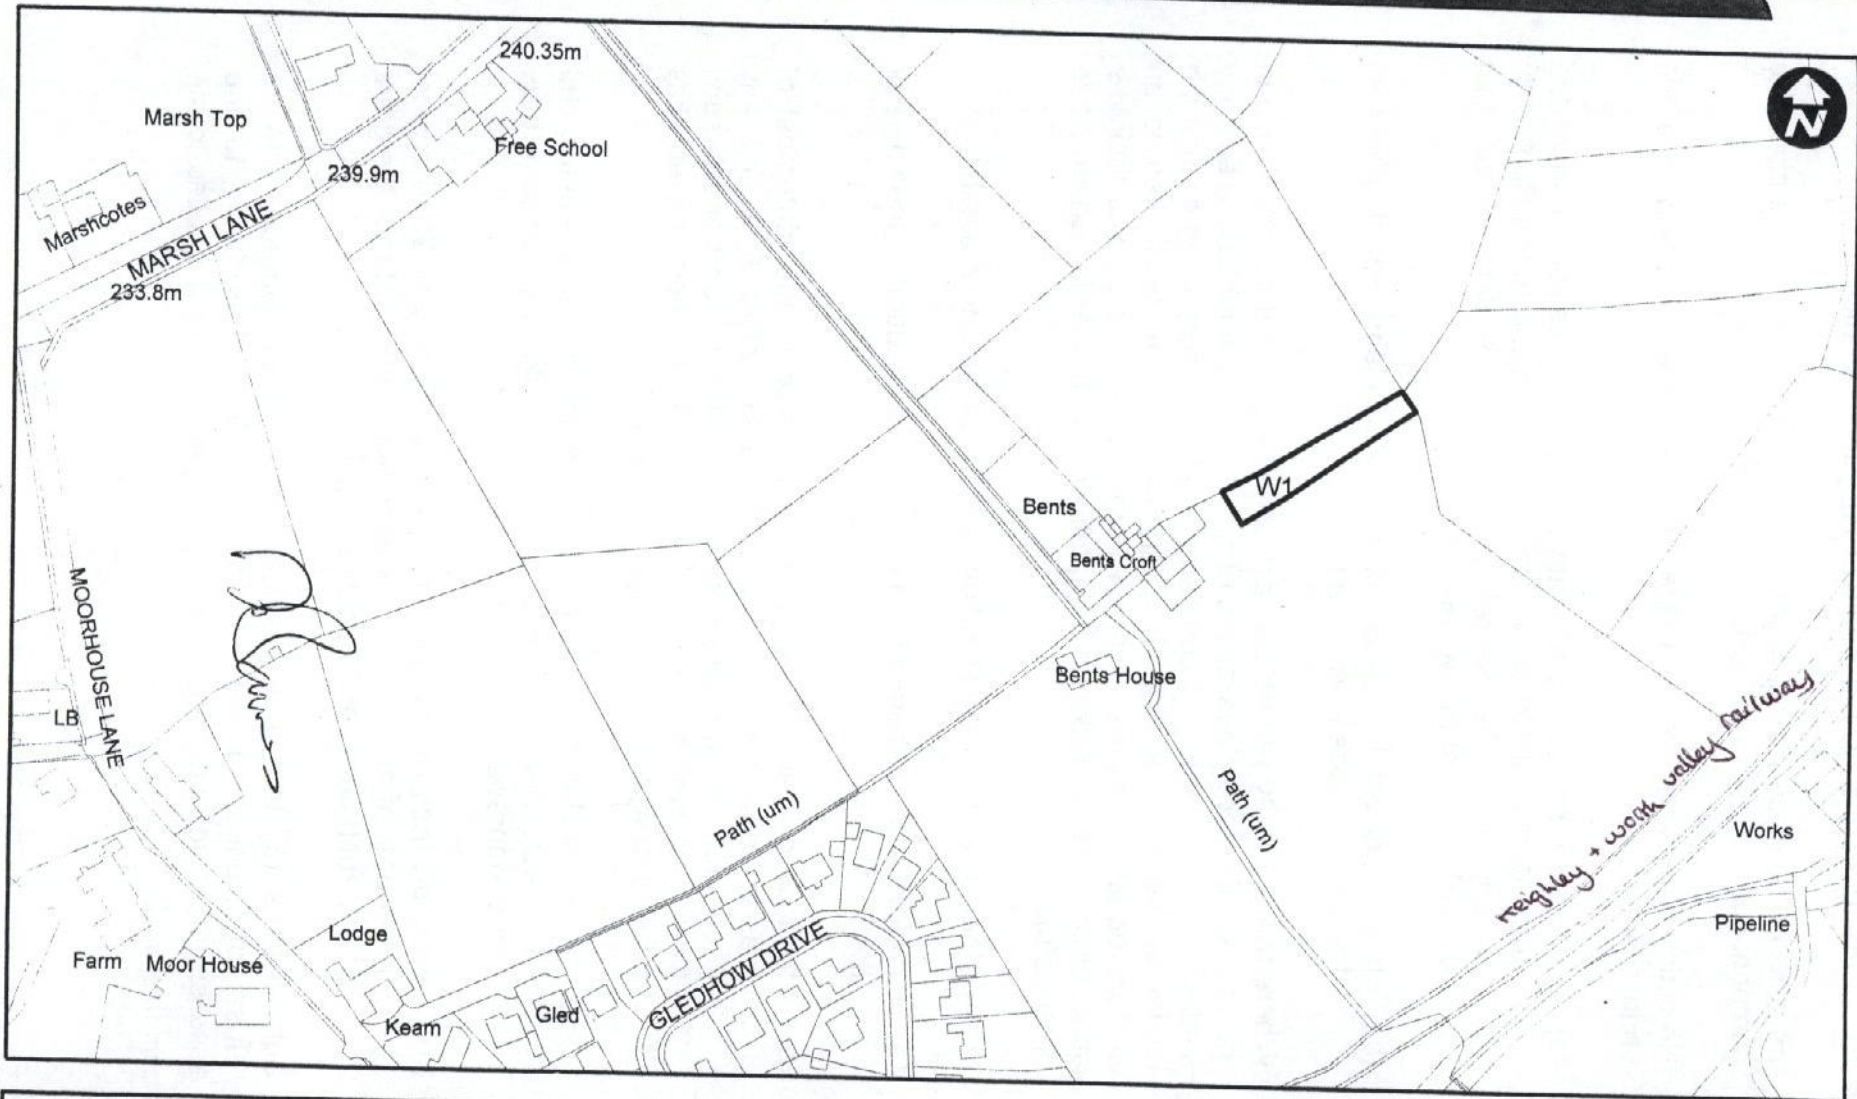 240.35m
Marsh Top
Free School
239.9m
Marshcotes
MARSH LANE
233.8m
N
W1
Bents
Bents Croft
MOORHOUSE LANE
Bents House
LB
Keighley + worth valley railway
Path (um)
Path (um)
Works
Pipeline
Lodge
GLEDHOW DRIVE
Farm
Moor House
Gled
Keam